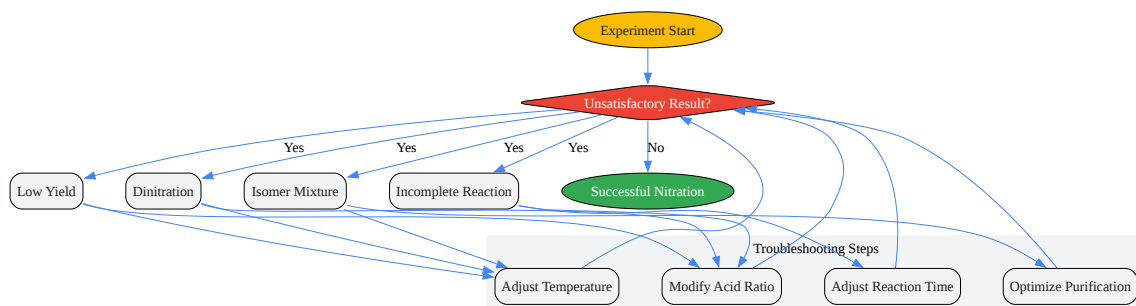 Experiment Start
Unsatisfactory Result?
Yes
Yes
Yes
Yes
No
Low Yield
Dinitration
Isomer Mixture
Incomplete Reaction
Successful Nitration
Troubleshooting Steps
Adjust Temperature
Modify Acid Ratio
Adjust Reaction Time
Optimize Purification